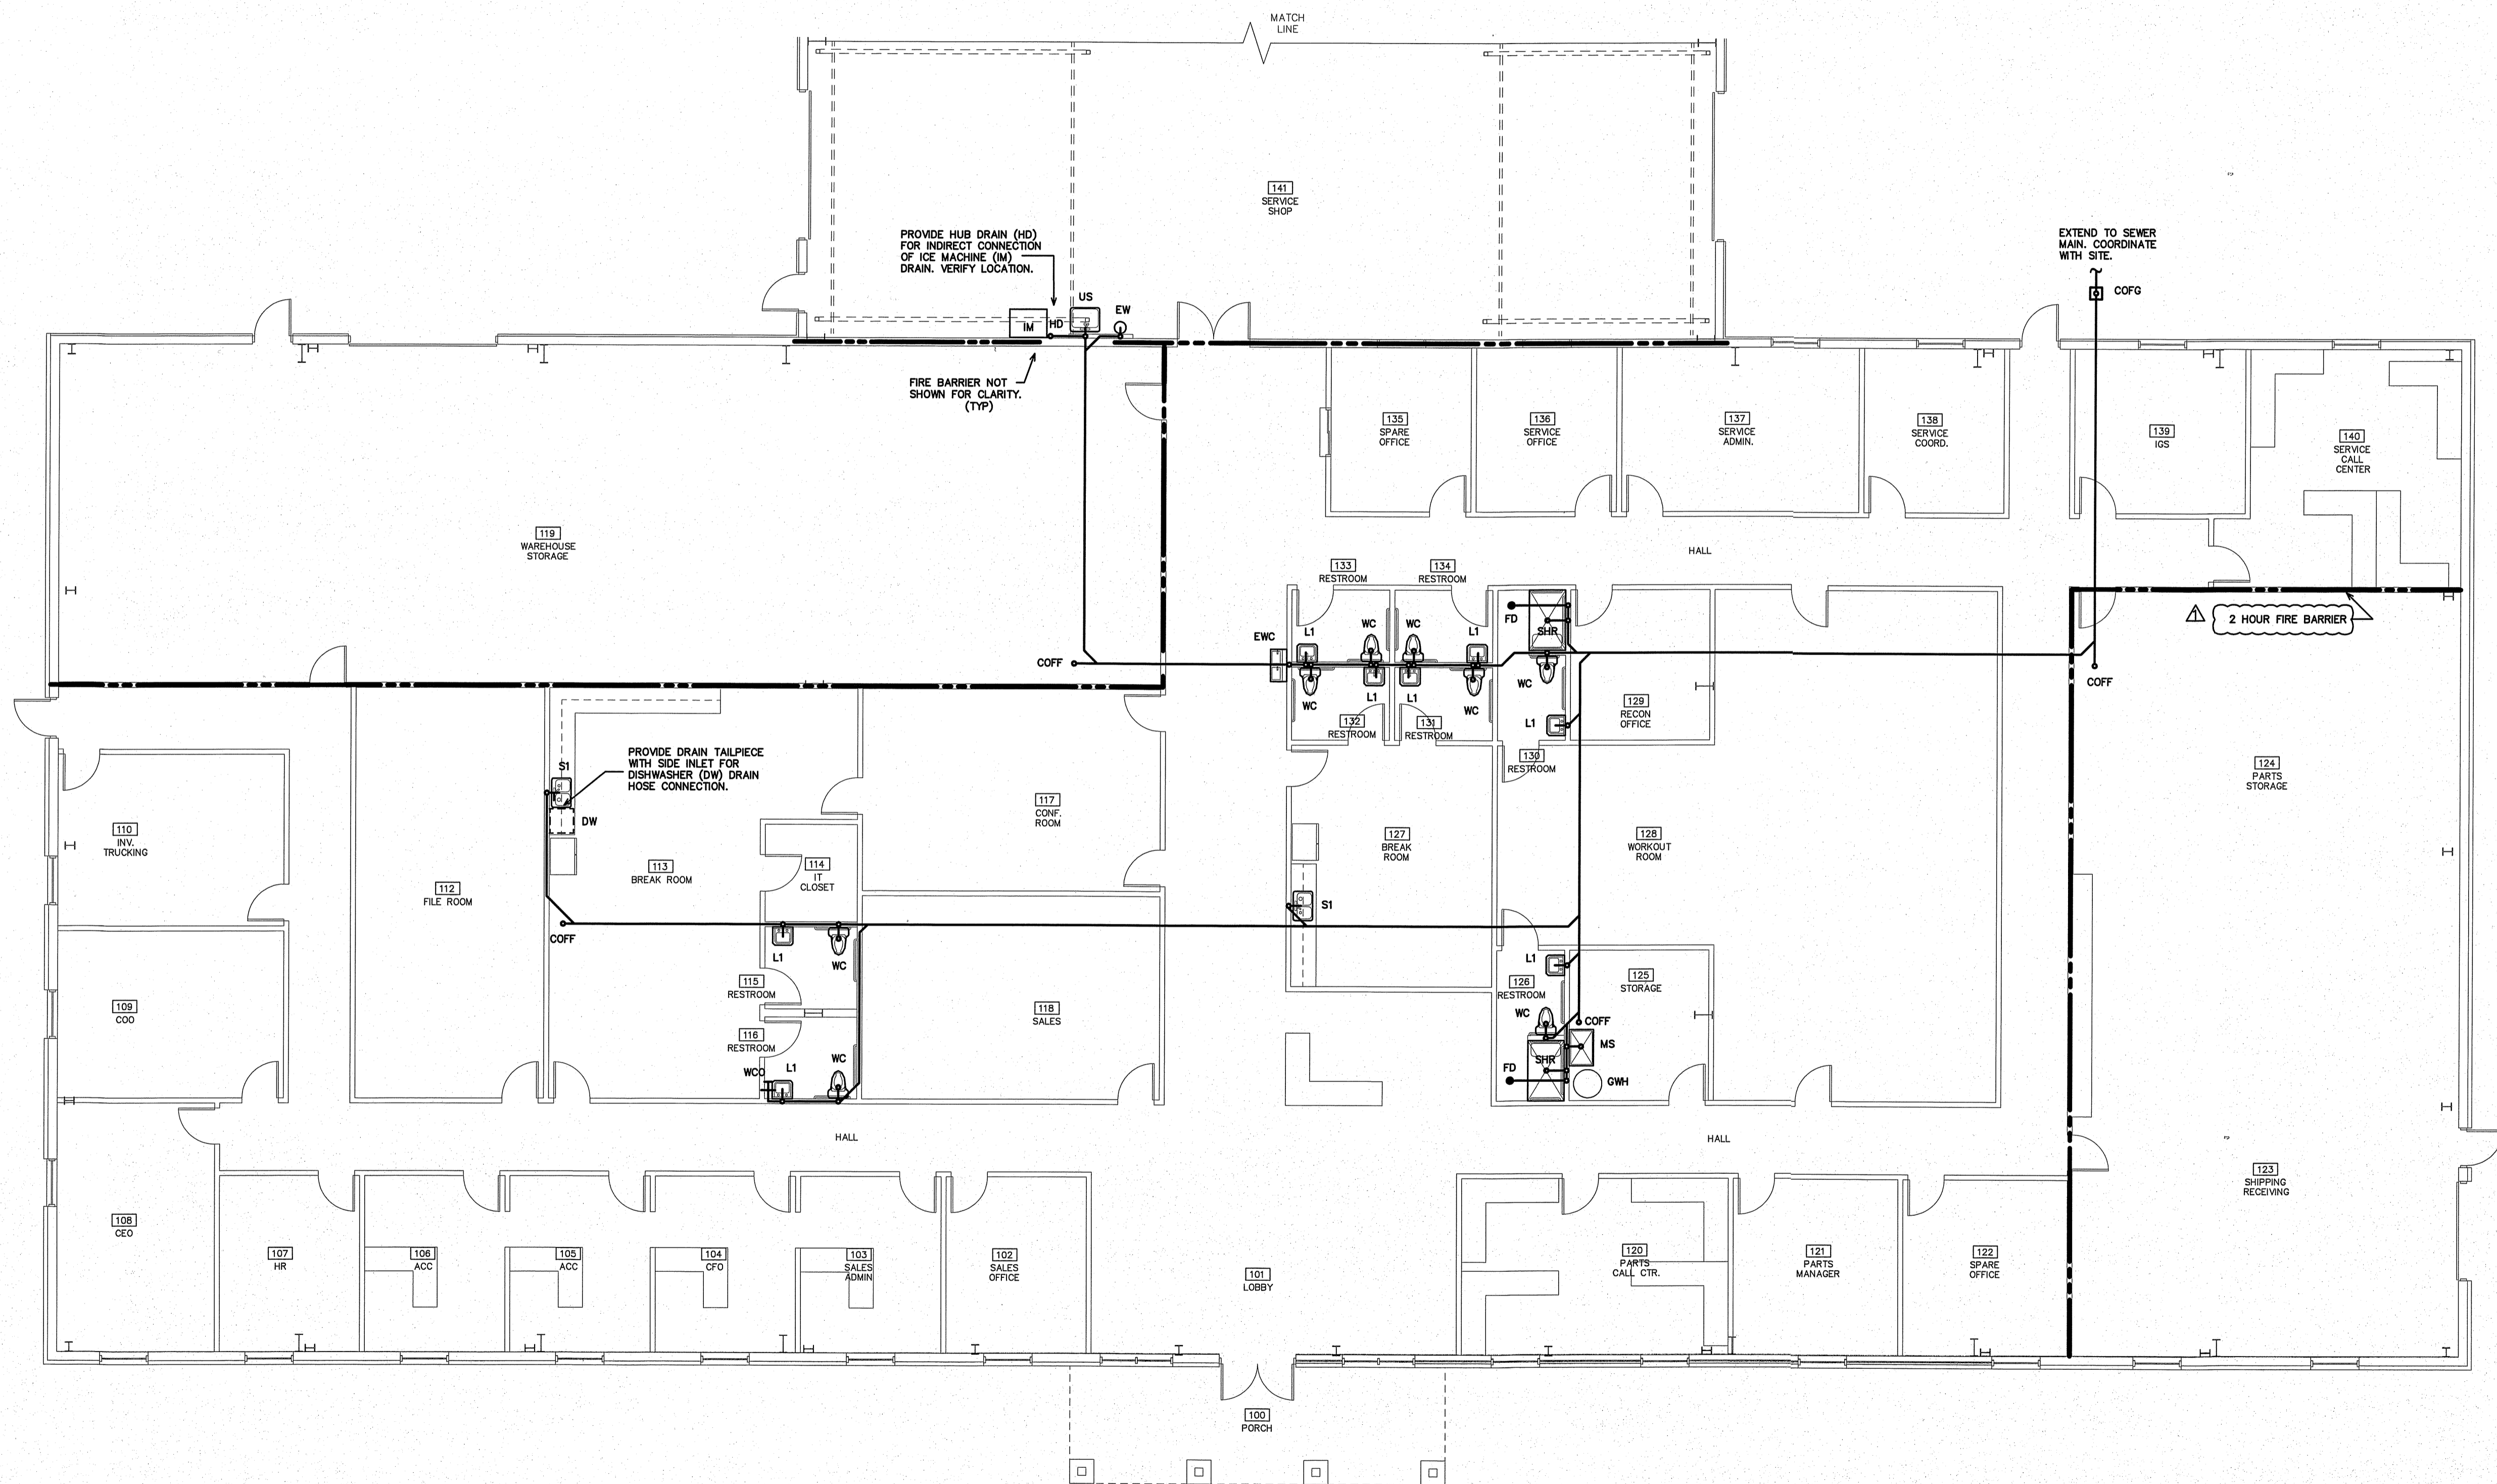 MATCH
LINE
141
SERVICE
SHOP
PROVIDE HUB DRAIN (HD)
FOR INDIRECT CONNECTION
OF ICE MACHINE (IM)
DRAIN. VERIFY LOCATION.
EXTEND TO SEWER
MAIN. COORDINATE
WITH SITE.
COFG
US
EW
IM
HD
FIRE BARRIER NOT
SHOWN FOR CLARITY.
(TYP)
135
SPARE
OFFICE
136
SERVICE
OFFICE
137
SERVICE
ADMIN.
138
SERVICE
COORD.
139
IGS
140
SERVICE
CALL
CENTER
119
WAREHOUSE
STORAGE
HALL
133
RESTROOM
134
RESTROOM
1
2 HOUR FIRE BARRIER
FD
SHR
EWC
L1
WC
WC
L1
COFF
COFF
WC
L1
L1
WC
WC
L1
132
RESTROOM
131
RESTROOM
130
RESTROOM
129
RECON
OFFICE
PROVIDE DRAIN TAILPIECE
WITH SIDE INLET FOR
DISHWASHER (DW) DRAIN
HOSE CONNECTION.
S1
DW
124
PARTS
STORAGE
110
INV.
TRUCKING
117
CONF.
ROOM
127
BREAK
ROOM
128
WORKOUT
ROOM
112
FILE ROOM
113
BREAK ROOM
114
IT
CLOSET
S1
COFF
L1
WC
L1
115
RESTROOM
126
RESTROOM
125
STORAGE
109
COO
118
SALES
WC
COFF
116
RESTROOM
MS
WCO
L1
WC
SHR
FD
GWH
HALL
HALL
123
SHIPPING
RECEIVING
108
CEO
107
HR
106
ACC
105
ACC
104
CFO
103
SALES
ADMIN
102
SALES
OFFICE
101
LOBBY
120
PARTS
CALL CTR.
121
PARTS
MANAGER
122
SPARE
OFFICE
100
PORCH